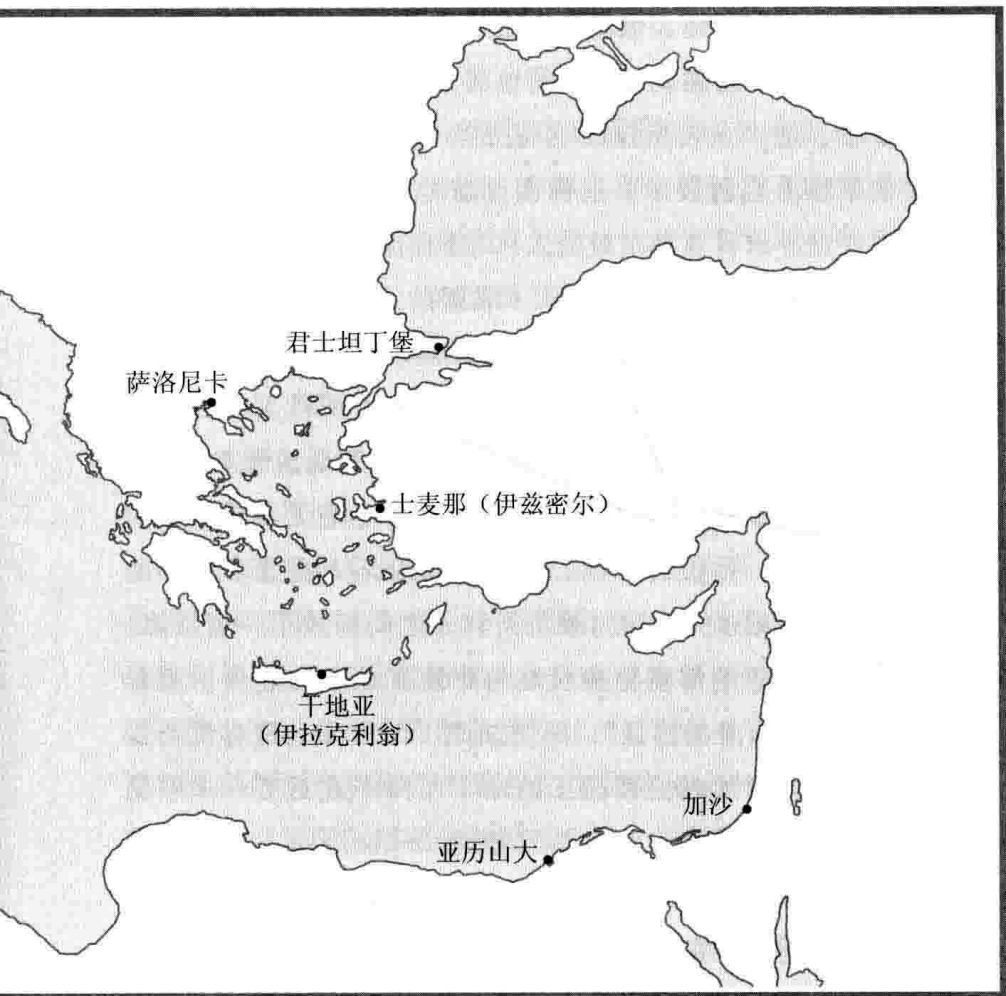 君士坦丁堡
萨洛尼卡
士麦那（伊兹密尔）
干地亚
（伊拉克利翁）
加沙
亚历山大